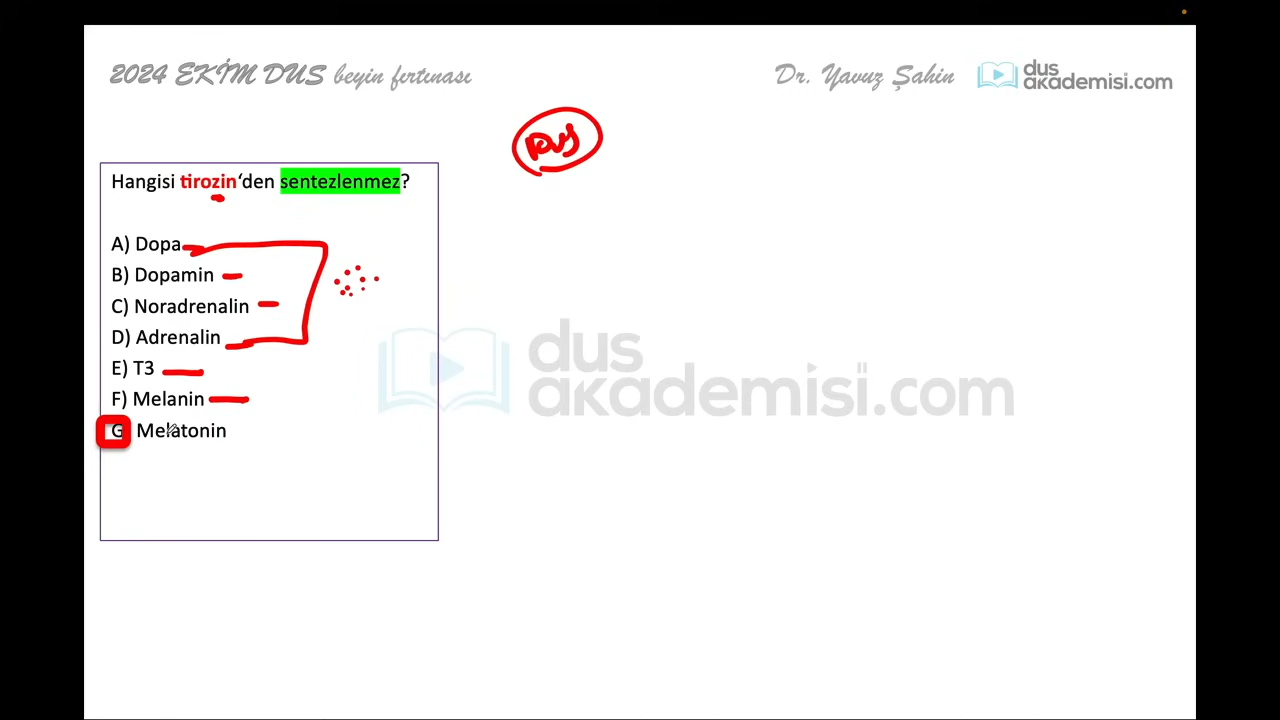 2024 EKİM DUS beyin fırtınası
Dr. Yavuz Şahin
dus akademisi.com
DUS
Hangisi tirozin'den sentezlenmez?
A) Dopa
B) Dopamin
C) Noradrenalin
D) Adrenalin
E) T3
F) Melanin
G) Melatonin
dus
akademisi.com